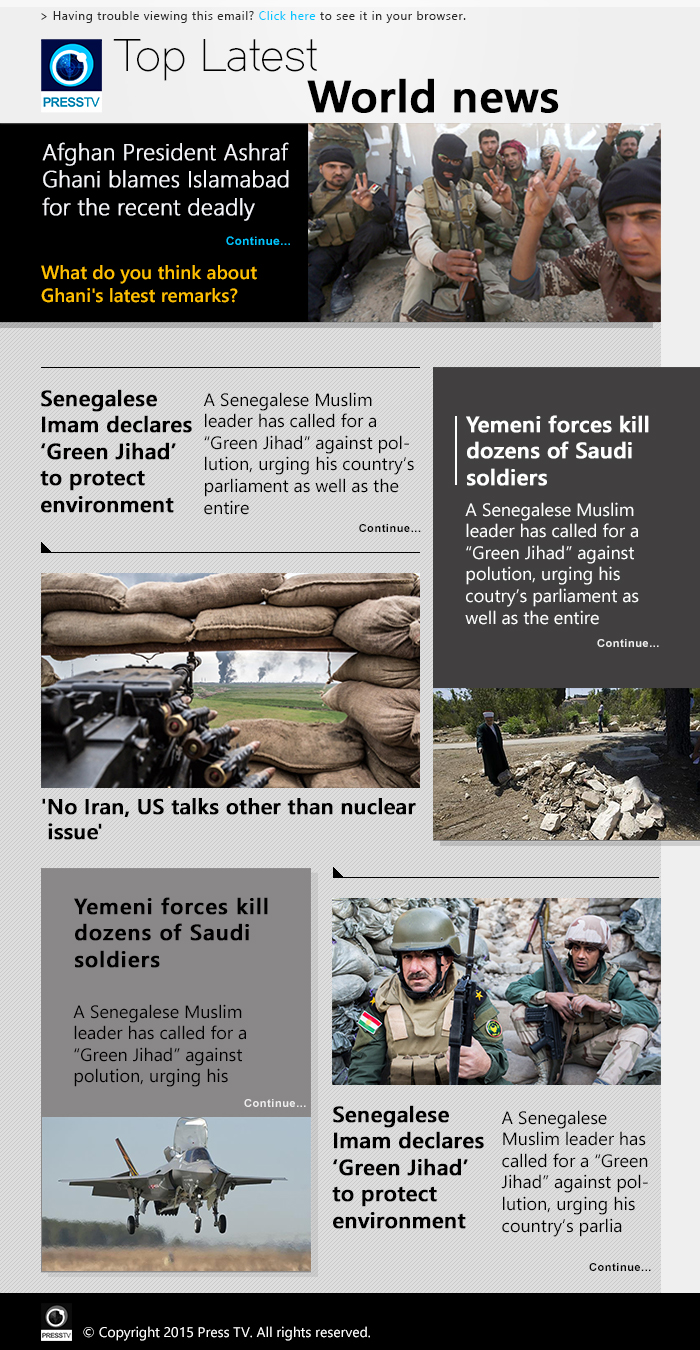 > Having trouble viewing this email? Click here to see it in your browser.
PRESSTV
Top Latest
World news
Afghan President Ashraf
Ghani blames Islamabad
for the recent deadly
Continue...
What do you think about
Ghani's latest remarks?
Senegalese
Imam declares
‘Green Jihad’
to protect
environment
A Senegalese Muslim
leader has called for a
“Green Jihad” against pol-
lution, urging his country’s
parliament as well as the
entire
Continue...
Yemeni forces kill
dozens of Saudi
soldiers
A Senegalese Muslim
leader has called for a
“Green Jihad” against
polution, urging his
coutry’s parliament as
well as the entire
Continue...
'No Iran, US talks other than nuclear
issue'
Yemeni forces kill
dozens of Saudi
soldiers
A Senegalese Muslim
leader has called for a
“Green Jihad” against
polution, urging his
Continue...
Senegalese
Imam declares
‘Green Jihad’
to protect
environment
A Senegalese
Muslim leader has
called for a “Green
Jihad” against pol-
lution, urging his
country’s parlia
Continue...
PRESSTV
© Copyright 2015 Press TV. All rights reserved.